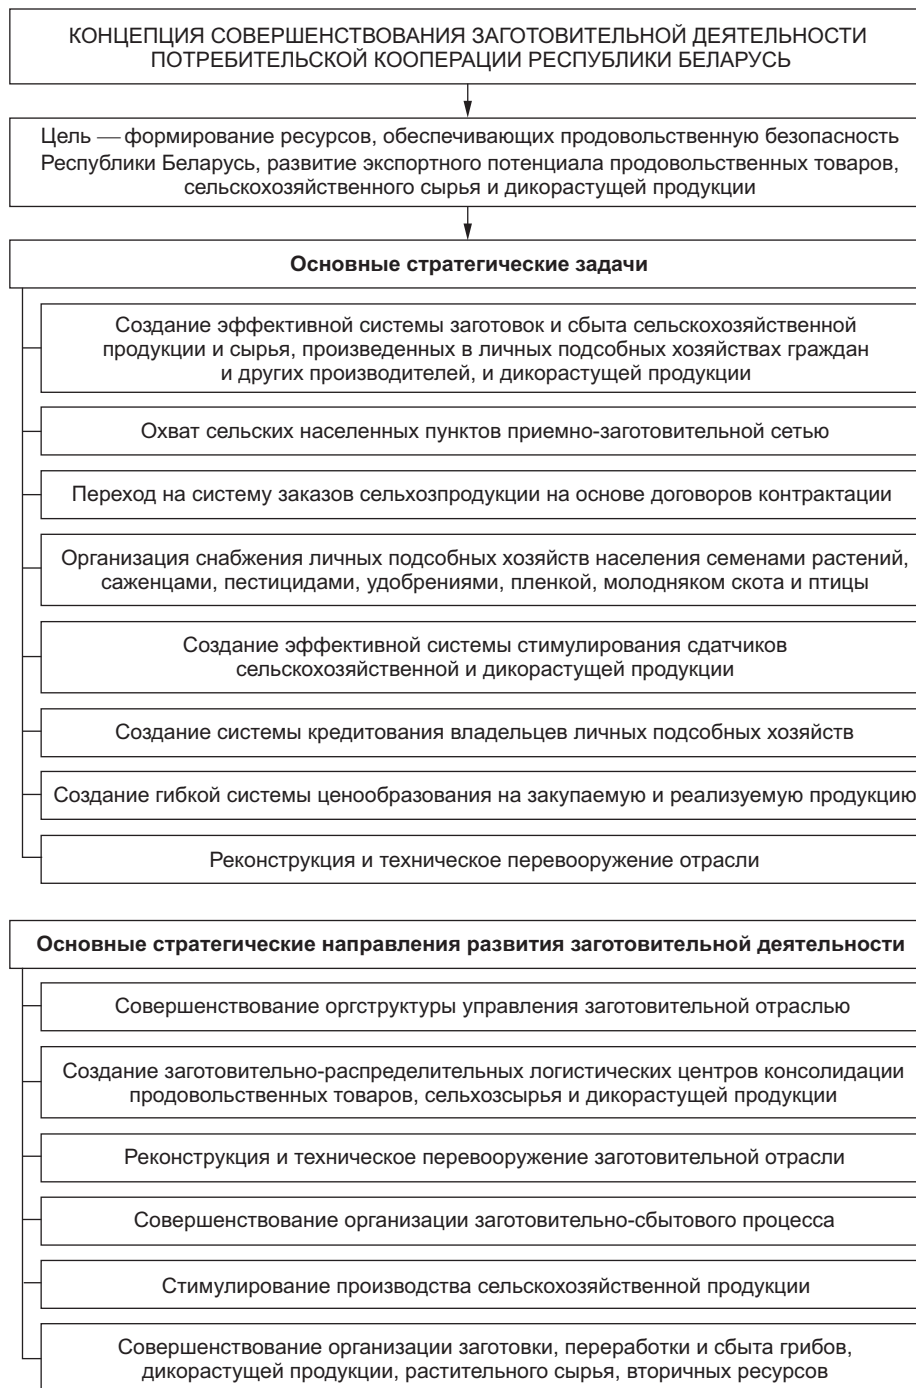 КОНЦЕПЦИЯ СОВЕРШЕНСТВОВАНИЯ ЗАГОТОВИТЕЛЬНОЙ ДЕЯТЕЛЬНОСТИ
ПОТРЕБИТЕЛЬСКОЙ КООПЕРАЦИИ РЕСПУБЛИКИ БЕЛАРУСЬ
Цель — формирование ресурсов, обеспечивающих продовольственную безопасность
Республики Беларусь, развитие экспортного потенциала продовольственных товаров,
сельскохозяйственного сырья и дикорастущей продукции
Основные стратегические задачи
Создание эффективной системы заготовок и сбыта сельскохозяйственной
продукции и сырья, произведенных в личных подсобных хозяйствах граждан
и других производителей, и дикорастущей продукции
Охват сельских населенных пунктов приемно-заготовительной сетью
Переход на систему заказов сельхозпродукции на основе договоров контрактации
Организация снабжения личных подсобных хозяйств населения семенами растений,
саженцами, пестицидами, удобрениями, пленкой, молодняком скота и птицы
Создание эффективной системы стимулирования сдатчиков
сельскохозяйственной и дикорастущей продукции
Создание системы кредитования владельцев личных подсобных хозяйств
Создание гибкой системы ценообразования на закупаемую и реализуемую продукцию
Реконструкция и техническое перевооружение отрасли
Основные стратегические направления развития заготовительной деятельности
Совершенствование оргструктуры управления заготовительной отраслью
Создание заготовительно-распределительных логистических центров консолидации
продовольственных товаров, сельхозсырья и дикорастущей продукции
Реконструкция и техническое перевооружение заготовительной отрасли
Совершенствование организации заготовительно-сбытового процесса
Стимулирование производства сельскохозяйственной продукции
Совершенствование организации заготовки, переработки и сбыта грибов,
дикорастущей продукции, растительного сырья, вторичных ресурсов